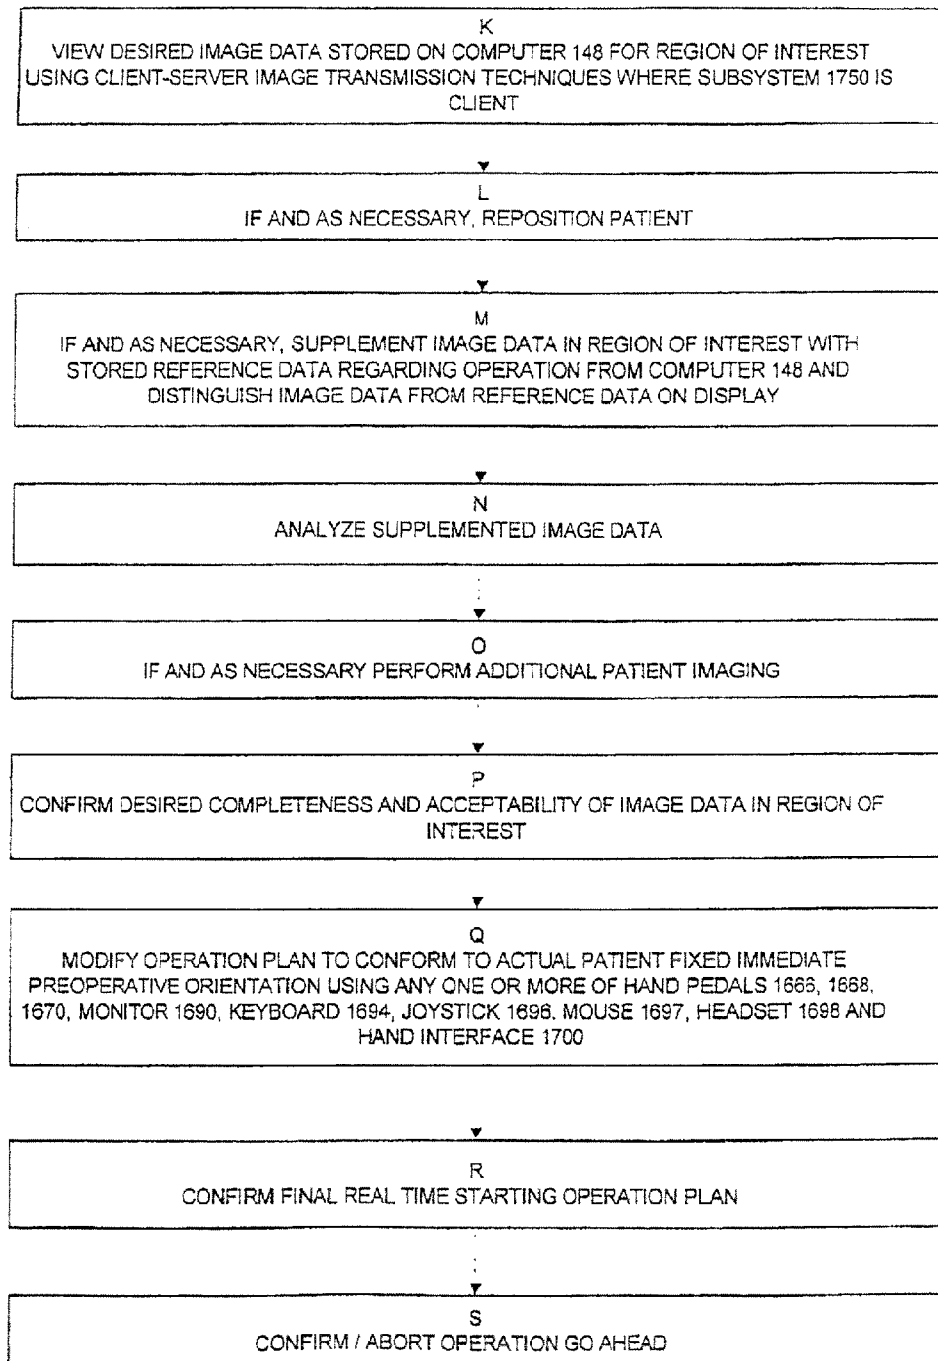 K
VIEW DESIRED IMAGE DATA STORED ON COMPUTER 148 FOR REGION OF INTEREST
USING CLIENT-SERVER IMAGE TRANSMISSION TECHNIQUES WHERE SUBSYSTEM 1750 IS
CLIENT
L
IF AND AS NECESSARY, REPOSITION PATIENT
M
IF AND AS NECESSARY, SUPPLEMENT IMAGE DATA IN REGION OF INTEREST WITH
STORED REFERENCE DATA REGARDING OPERATION FROM COMPUTER 148 AND
DISTINGUISH IMAGE DATA FROM REFERENCE DATA ON DISPLAY
N
ANALYZE SUPPLEMENTED IMAGE DATA
O
IF AND AS NECESSARY PERFORM ADDITIONAL PATIENT IMAGING
P
CONFIRM DESIRED COMPLETENESS AND ACCEPTABILITY OF IMAGE DATA IN REGION OF
INTEREST
Q
MODIFY OPERATION PLAN TO CONFORM TO ACTUAL PATIENT FIXED IMMEDIATE
PREOPERATIVE ORIENTATION USING ANY ONE OR MORE OF HAND PEDALS 1666, 1668,
1670, MONITOR 1690, KEYBOARD 1694, JOYSTICK 1696, MOUSE 1697, HEADSET 1698 AND
HAND INTERFACE 1700
R
CONFIRM FINAL REAL TIME STARTING OPERATION PLAN
S
CONFIRM / ABORT OPERATION GO AHEAD